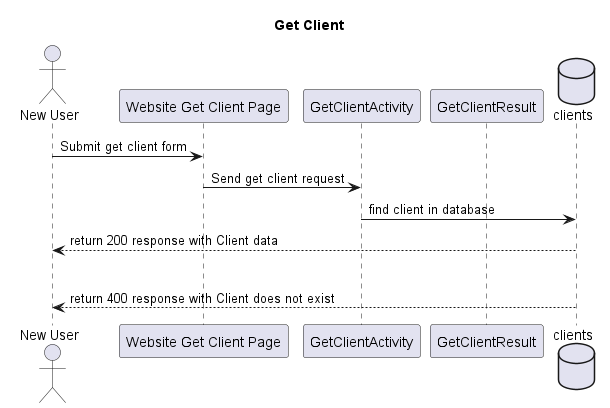 Get Client
New User
Website Get Client Page
GetClientActivity
GetClientResult
clients
Submit get client form
Send get client request
find client in database
return 200 response with Client data
return 400 response with Client does not exist
New User
Website Get Client Page
GetClientActivity
GetClientResult
clients